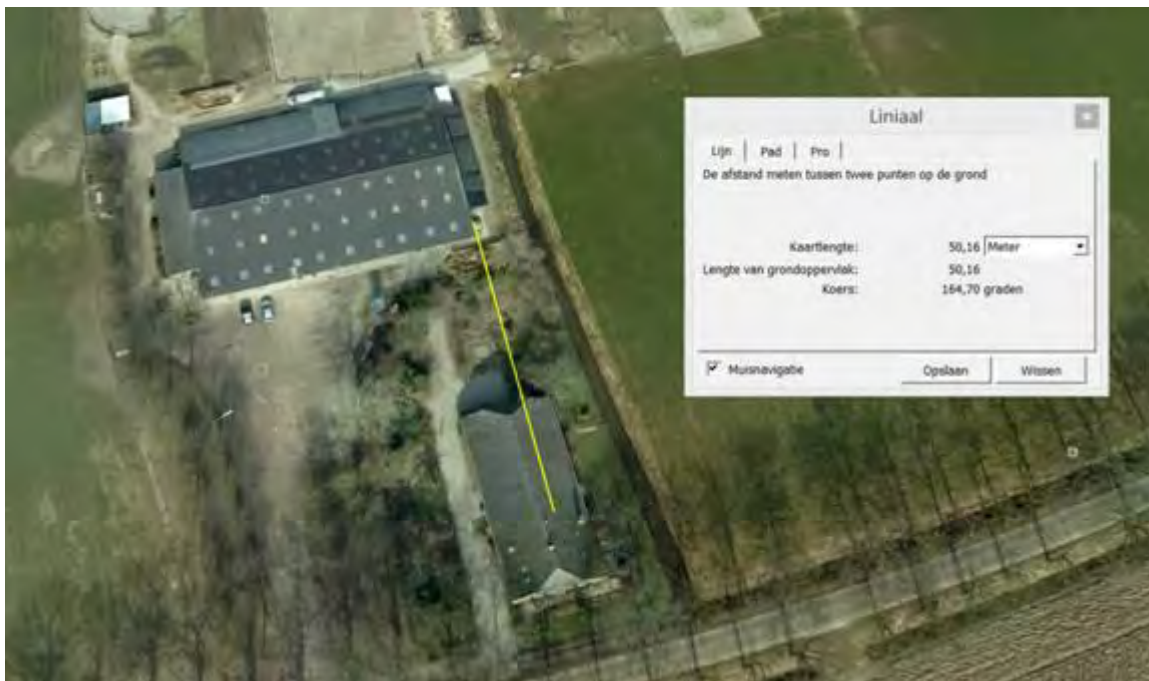 Liniaal
Lijn | Pad | Pro |
De afstand meten tussen twee punten op de grond
Kaartlengte: 50,16 Meter
Lengte van grondoppervlak: 50,16
Koers: 164,70 graden
Muisnavigatie Opslaan Wissen